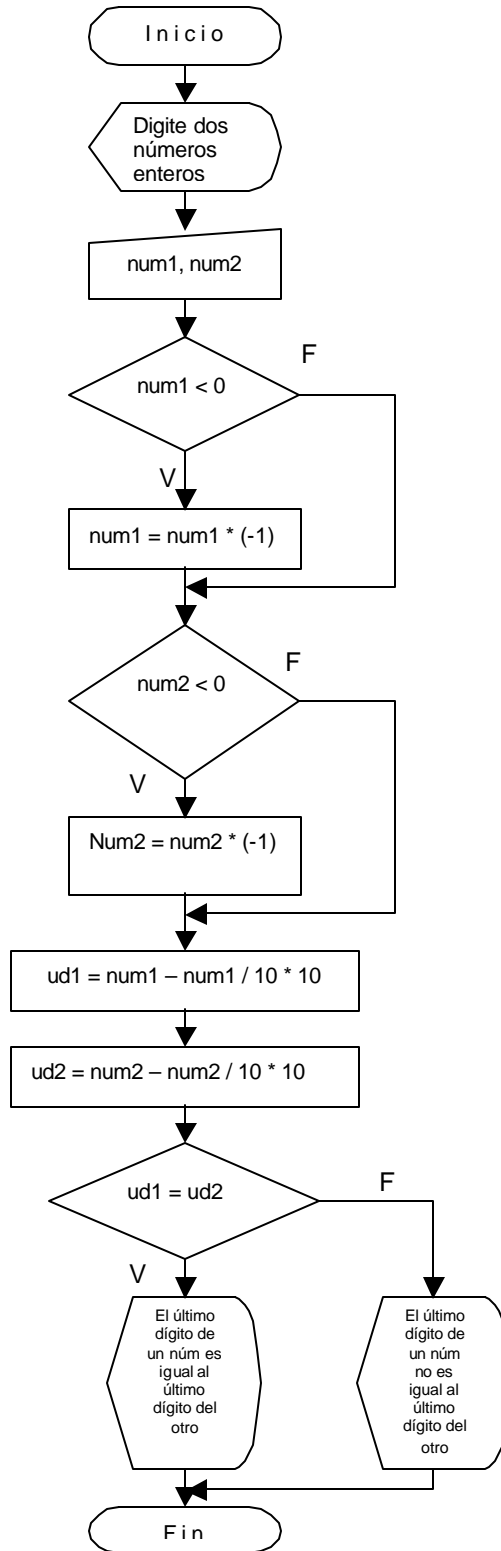 Inicio
Digite dos
números
enteros
num1, num2
num1 < 0
F
V
num1 = num1 * (-1)
num2 < 0
F
V
Num2 = num2 * (-1)
ud1 = num1 – num1 / 10 * 10
ud2 = num2 – num2 / 10 * 10
ud1 = ud2
F
V
El último
dígito de
un núm es
igual al
último
dígito del
otro
El último
dígito de
un núm
no es
igual al
último
dígito del
otro
Fin